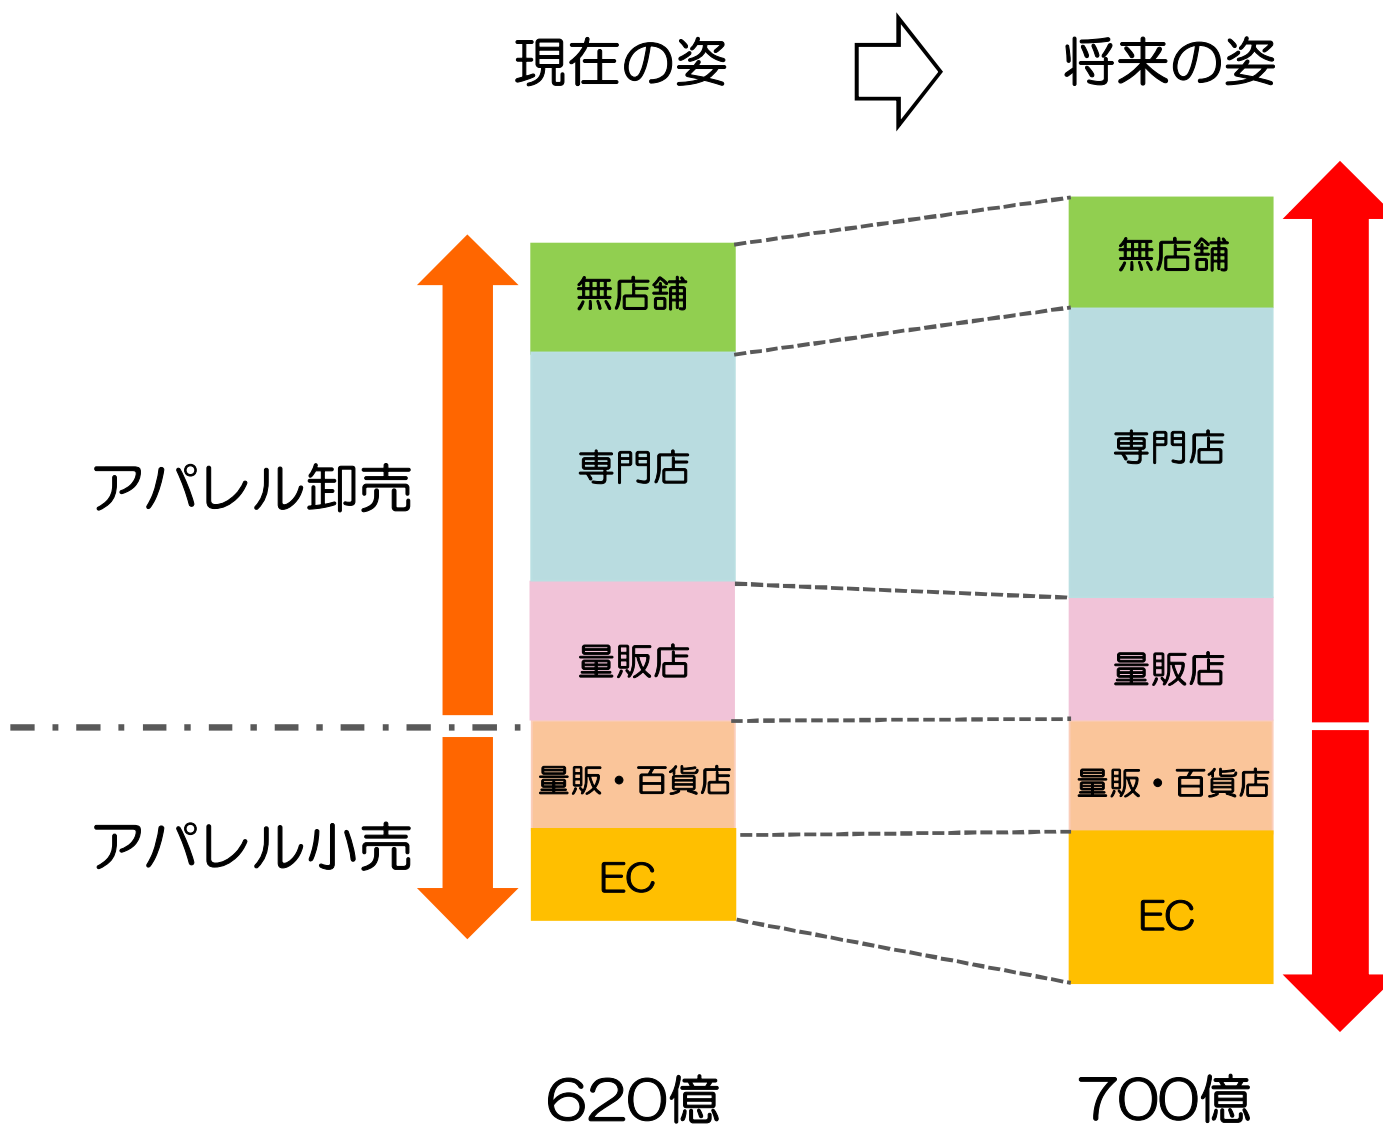 現在の姿
将来の姿
無店舗
専門店
量販店
量販・百貨店
EC
無店舗
専門店
量販店
量販・百貨店
EC
アパレル卸売
アパレル小売
620億
700億